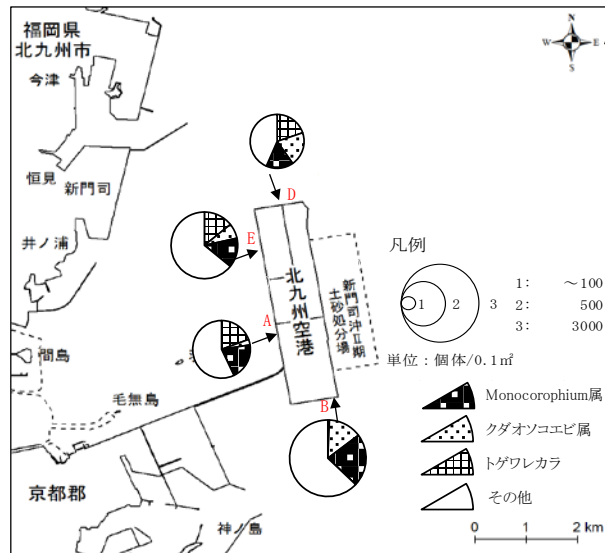 福岡県
北九州市
今津
恒見
新門司
井ノ浦
間島
毛無島
京都郡
神ノ島
N
W
E
S
D
E
A
B
北九州空港
新門司沖Ⅱ期
土砂処分場
凡例
1
2
3
1: ～100
2: 500
3: 3000
単位：個体/0.1㎡
Monocorophium属
クダオソコエビ属
トゲワレカラ
その他
0 1 2 km